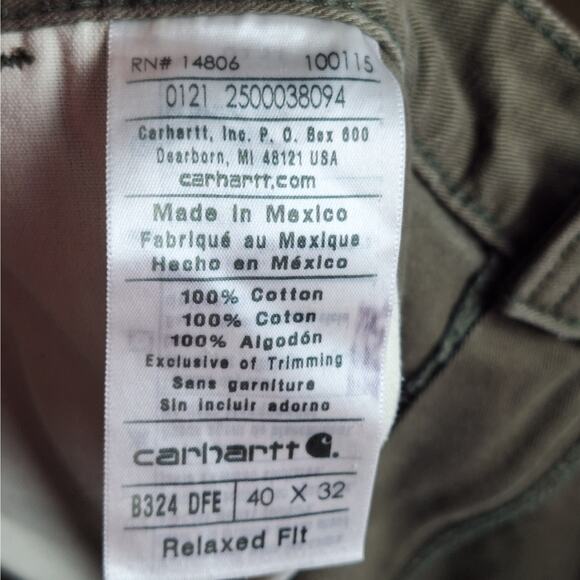 RN# 14806 100115
0121 2500038094
Carhartt, Inc. P. O. Box 600
Dearborn, MI 48121 USA
carhartt.com
Made in Mexico
Fabriqué au Mexique
Hecho en México
100% Cotton
100% Coton
100% Algodón
Exclusive of Trimming
Sans garniture
Sin incluir adorno
carhartt
B324 DFE 40 X 32
Relaxed Fit